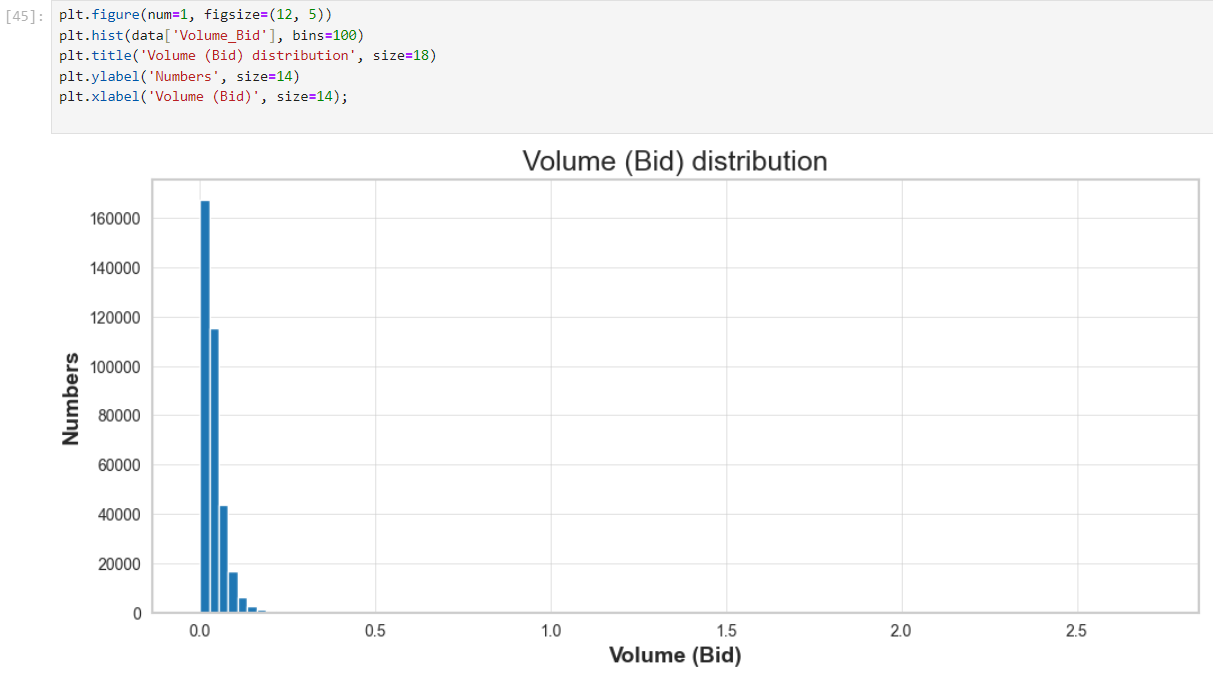 [45]: plt.figure(num=1, figsize=(12, 5))
plt.hist(data['Volume_Bid'], bins=100)
plt.title('Volume (Bid) distribution', size=18)
plt.ylabel('Numbers', size=14)
plt.xlabel('Volume (Bid)', size=14);
Volume (Bid) distribution
160000
140000
120000
100000
80000
60000
40000
20000
0
Numbers
0.0 0.5 1.0 1.5 2.0 2.5
Volume (Bid)